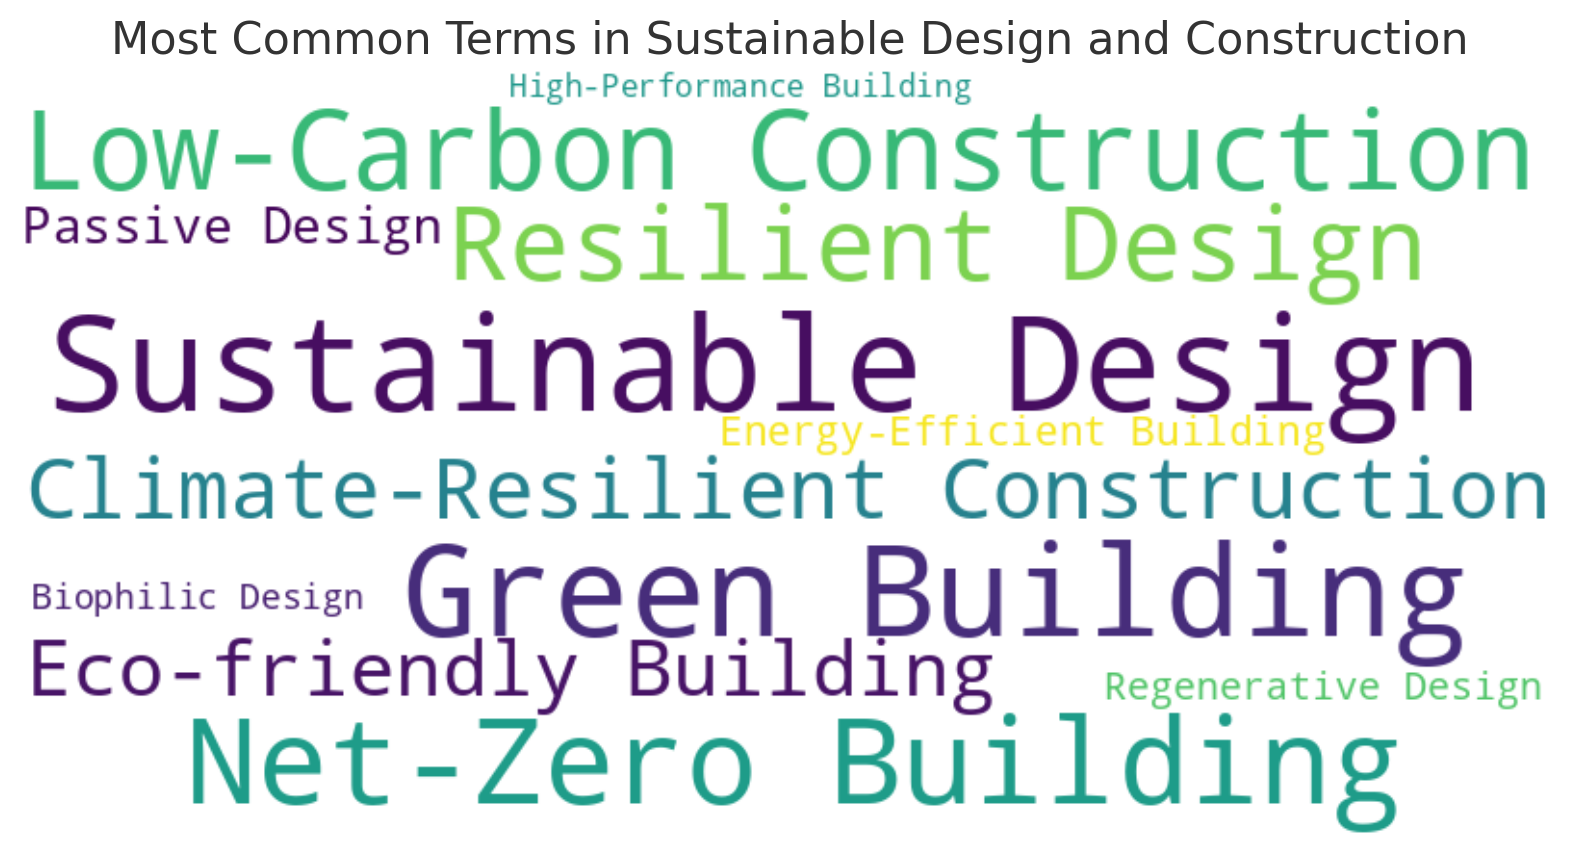 Most Common Terms in Sustainable Design and Construction
High-Performance Building
Low-Carbon Construction
Passive Design
Resilient Design
Sustainable Design
Energy-Efficient Building
Climate-Resilient Construction
Green Building
Biophilic Design
Eco-friendly Building
Regenerative Design
Net-Zero Building